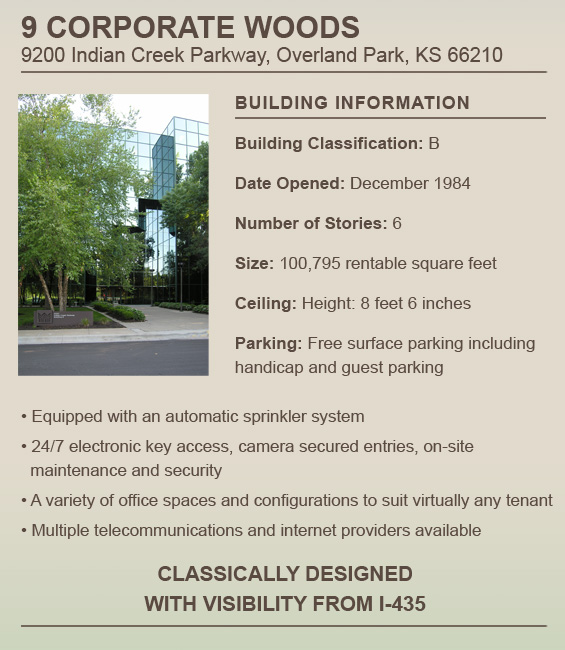 9 CORPORATE WOODS
9200 Indian Creek Parkway, Overland Park, KS 66210
BUILDING INFORMATION
Building Classification: B
Date Opened: December 1984
Number of Stories: 6
Size: 100,795 rentable square feet
Ceiling: Height: 8 feet 6 inches
Parking: Free surface parking including
handicap and guest parking
• Equipped with an automatic sprinkler system
• 24/7 electronic key access, camera secured entries, on-site
maintenance and security
• A variety of office spaces and configurations to suit virtually any tenant
• Multiple telecommunications and internet providers available
CLASSICALLY DESIGNED
WITH VISIBILITY FROM I-435